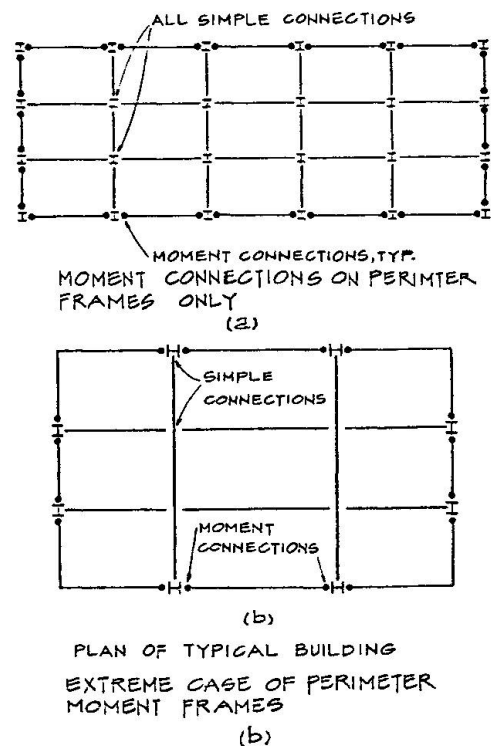 ALL SIMPLE CONNECTIONS
MOMENT CONNECTIONS, TYP.
MOMENT CONNECTIONS ON PERIMTER
FRAMES ONLY
(a)
SIMPLE
CONNECTIONS
MOMENT
CONNECTIONS
(b)
PLAN OF TYPICAL BUILDING
EXTREME CASE OF PERIMETER
MOMENT FRAMES
(b)